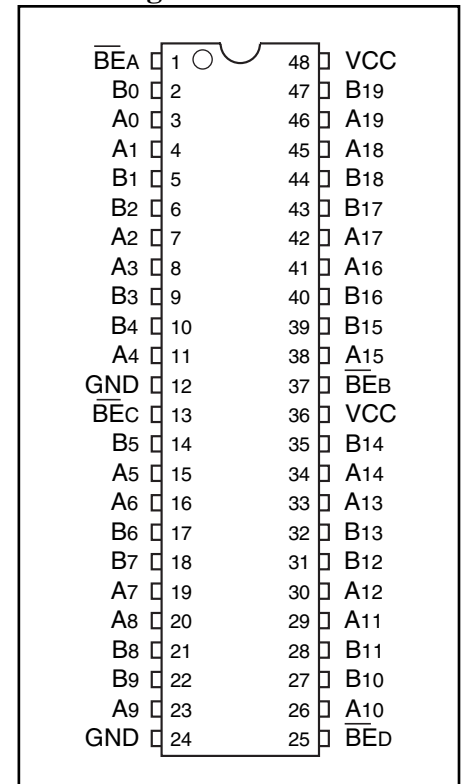 B̅E̅A 1 48 VCC
B0 2 47 B19
A0 3 46 A19
A1 4 45 A18
B1 5 44 B18
B2 6 43 B17
A2 7 42 A17
A3 8 41 A16
B3 9 40 B16
B4 10 39 B15
A4 11 38 A15
GND 12 37 B̅E̅B
B̅E̅C 13 36 VCC
B5 14 35 B14
A5 15 34 A14
A6 16 33 A13
B6 17 32 B13
B7 18 31 B12
A7 19 30 A12
A8 20 29 A11
B8 21 28 B11
B9 22 27 B10
A9 23 26 A10
GND 24 25 B̅E̅D